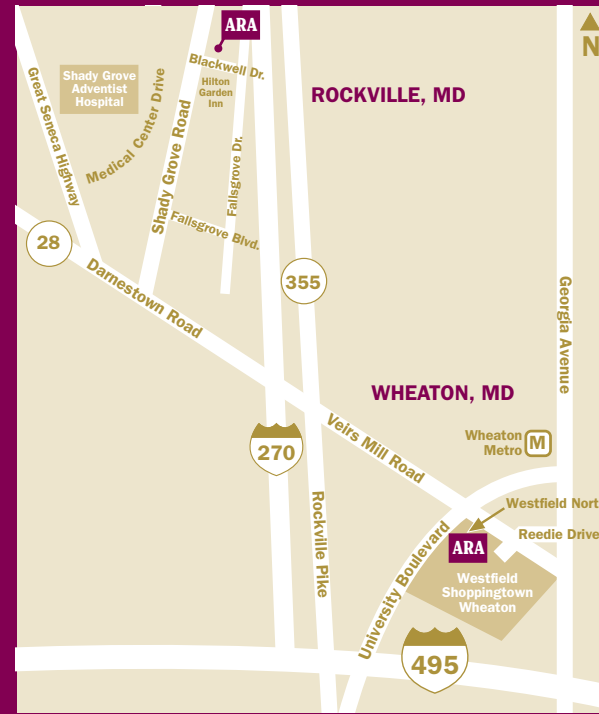 ARA
N
Blackwell Dr.
Hilton
Garden
Inn
Shady Grove
Adventist
Hospital
Great Seneca Highway
Medical Center Drive
Shady Grove Road
Fallsgrove Dr.
Fallsgrove Blvd.
ROCKVILLE, MD
28
Darnestown Road
355
Georgia Avenue
WHEATON, MD
270
Veirs Mill Road
Wheaton
Metro
M
Rockville Pike
Westfield Nort
Reedie Drive
ARA
University Boulevard
Westfield
Shoppingtown
Wheaton
495